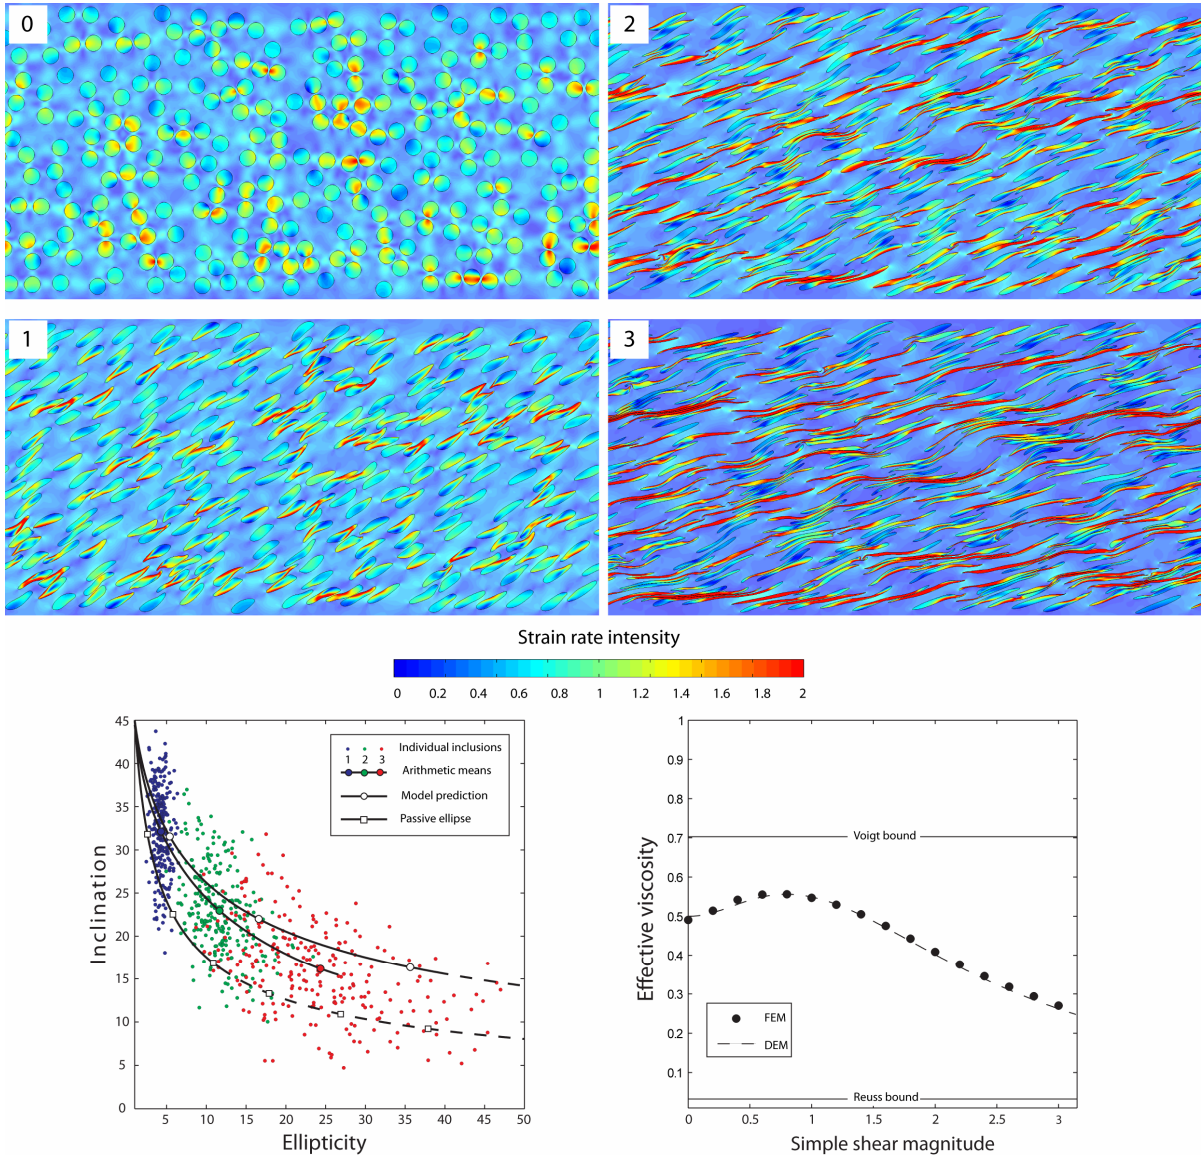 0
2
1
3
Strain rate intensity
0 0.2 0.4 0.6 0.8 1 1.2 1.4 1.6 1.8 2
45
40
35
30
25
20
15
10
5
0
Inclination
5 10 15 20 25 30 35 40 45 50
Ellipticity
Individual inclusions
1 2 3
Arithmetic means
Model prediction
Passive ellipse
1
0.9
0.8
0.7
0.6
0.5
0.4
0.3
0.2
0.1
Effective viscosity
Voigt bound
FEM
DEM
Reuss bound
0 0.5 1 1.5 2 2.5 3
Simple shear magnitude